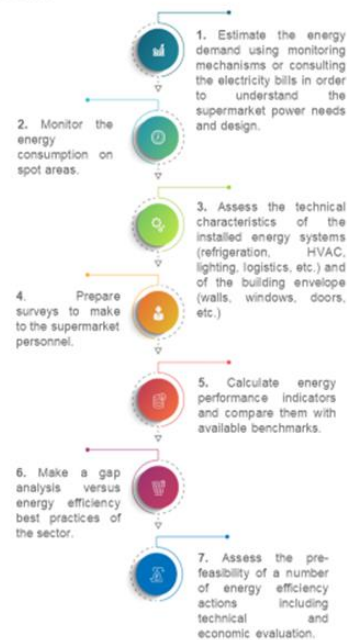 1. Estimate the energy
demand using monitoring
mechanisms or consulting
the electricity bills in order
to understand the
supermarket power needs
and design.
2. Monitor the
energy
consumption on
spot areas.
3. Assess the technical
characteristics of the
installed energy systems
(refrigeration, HVAC,
lighting, logistics, etc.) and
of the building envelope
(walls, windows, doors,
etc.)
4. Prepare
surveys to make
to the supermarket
personnel.
5. Calculate energy
performance indicators
and compare them with
available benchmarks.
6. Make a gap
analysis versus
energy efficiency
best practices of
the sector.
7. Assess the pre-
feasibility of a number
of energy efficiency
actions including
technical and
economic evaluation.